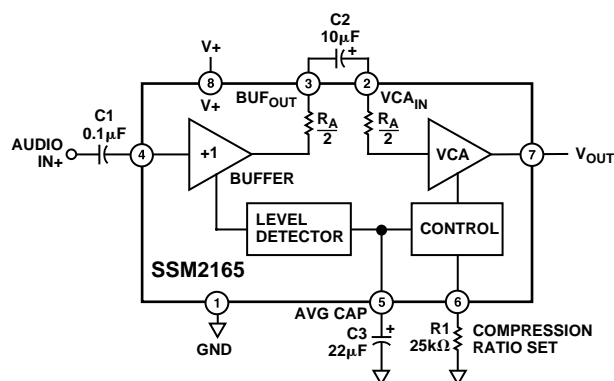 C2
10µF
+
V+
8
V+
3
BUFOUT
2
VCAIN
C1
0.1µF
RA
2
RA
2
AUDIO
IN+
4
+1
BUFFER
VCA
7
VOUT
LEVEL
DETECTOR
CONTROL
SSM2165
1
GND
AVG CAP
5
6
C3
22µF
+
R1
25kΩ
COMPRESSION
RATIO SET